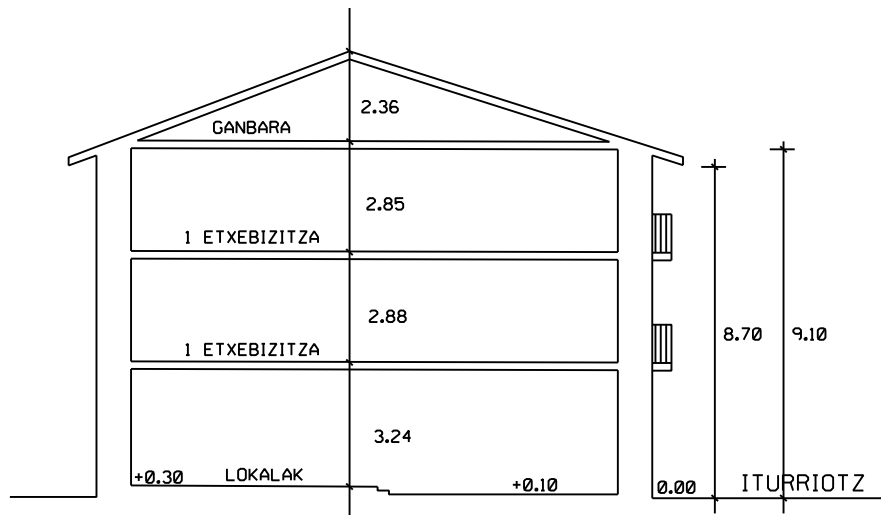 2.36
GANBARA
2.85
1 ETXEBIZITZA
2.88
8.70
9.10
1 ETXEBIZITZA
3.24
+0.30
LOKALAK
+0.10
0.00
ITURRIOTZ